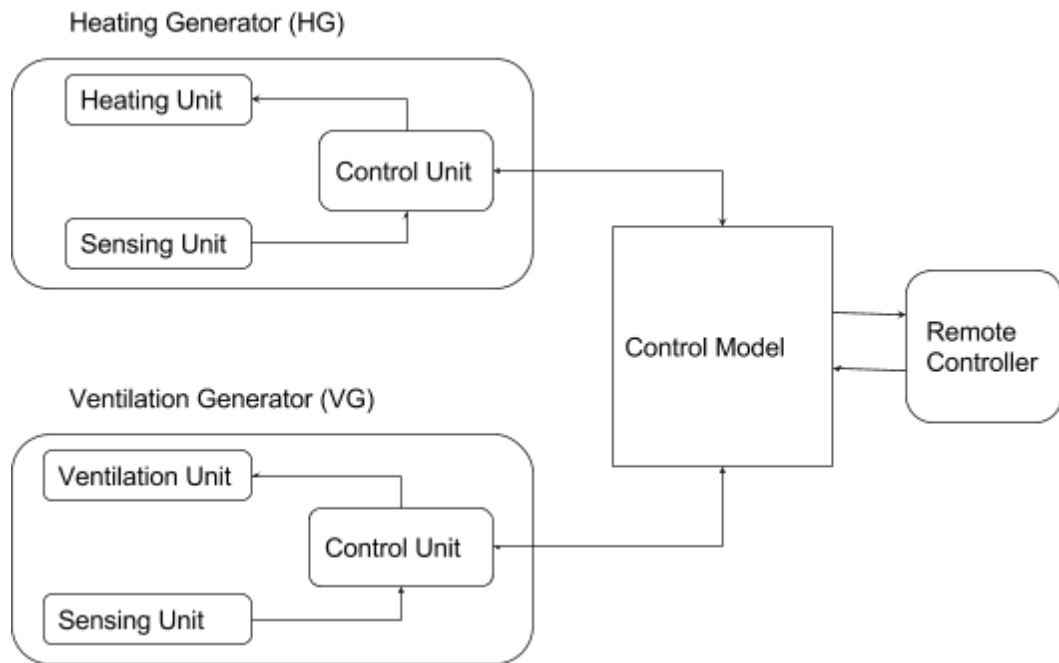 Heating Generator (HG)
Heating Unit
Control Unit
Sensing Unit
Control Model
Remote
Controller
Ventilation Generator (VG)
Ventilation Unit
Control Unit
Sensing Unit